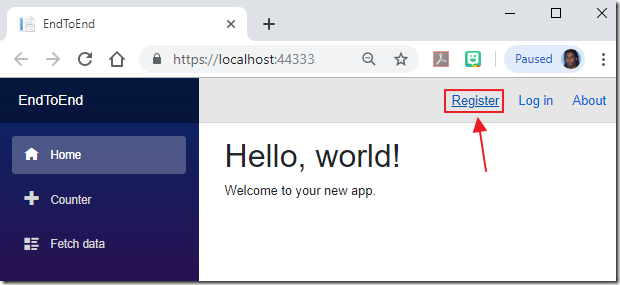 EndToEnd
https://localhost:44333
Paused
EndToEnd
Register
Log in
About
Home
Counter
Fetch data
Hello, world!
Welcome to your new app.